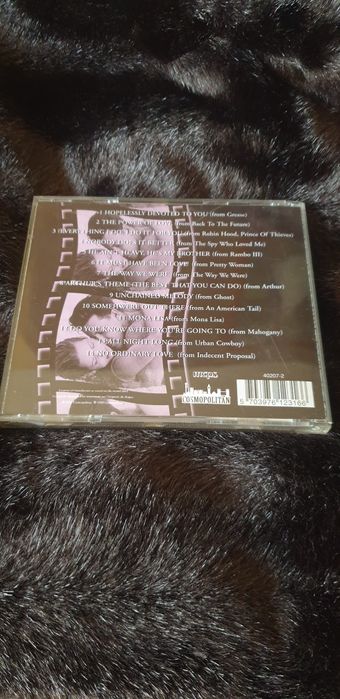 1 HOPELESSLY DEVOTED TO YOU (from Grease)
2 THE POWER OF LOVE (from Back To The Future)
3 (EVERYTHING I DO) I DO IT FOR YOU (from Robin Hood, Prince Of Thieves)
4 NOBODY DOES IT BETTER (from The Spy Who Loved Me)
5 HE AIN'T HEAVY, HE'S MY BROTHER (from Rambo III)
6 IT MUST HAVE BEEN LOVE (from Pretty Woman)
7 THE WAY WE WERE (from The Way We Were)
8 ARTHUR'S THEME (THE BEST THAT YOU CAN DO) (from Arthur)
9 UNCHAINED MELODY (from Ghost)
10 SOMEWHERE OUT THERE (from An American Tail)
11 MONA LISA (from Mona Lisa)
12 DO YOU KNOW WHERE YOU'RE GOING TO (from Mahogany)
13 ALL NIGHT LONG (from Urban Cowboy)
14 NO ORDINARY LOVE (from Indecent Proposal)
COSMOPOLITAN
40207-2
5 703976 123166